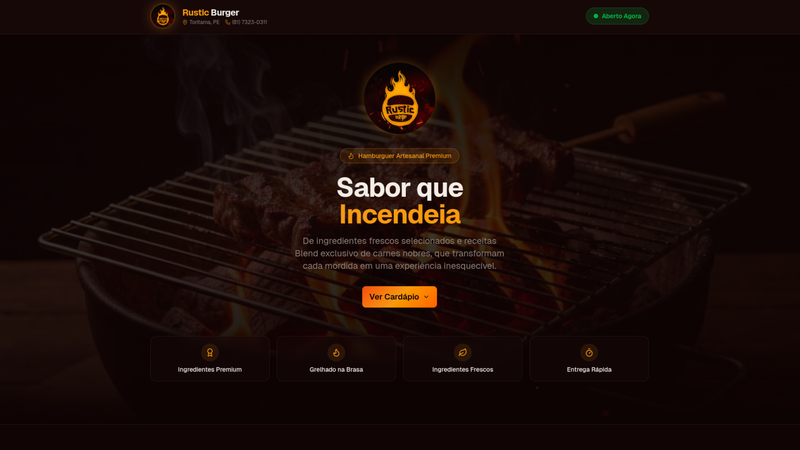 Rustic Burger
Toritama, PE (81) 7323-0311
Aberto Agora
Rustic
Burger
Hamburguer Artesanal Premium
Sabor que
Incendeia
De ingredientes frescos selecionados e receitas
Blend exclusivo de carnes nobres, que transformam
cada mordida em uma experiência inesquecível.
Ver Cardápio
Ingredientes Premium
Grelhado na Brasa
Ingredientes Frescos
Entrega Rápida